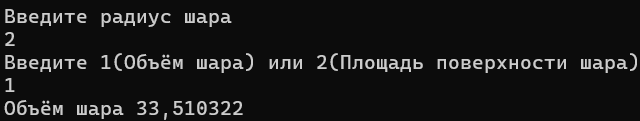 Введите радиус шара
2
Введите 1(Объём шара) или 2(Площадь поверхности шара)
1
Объём шара 33,510322